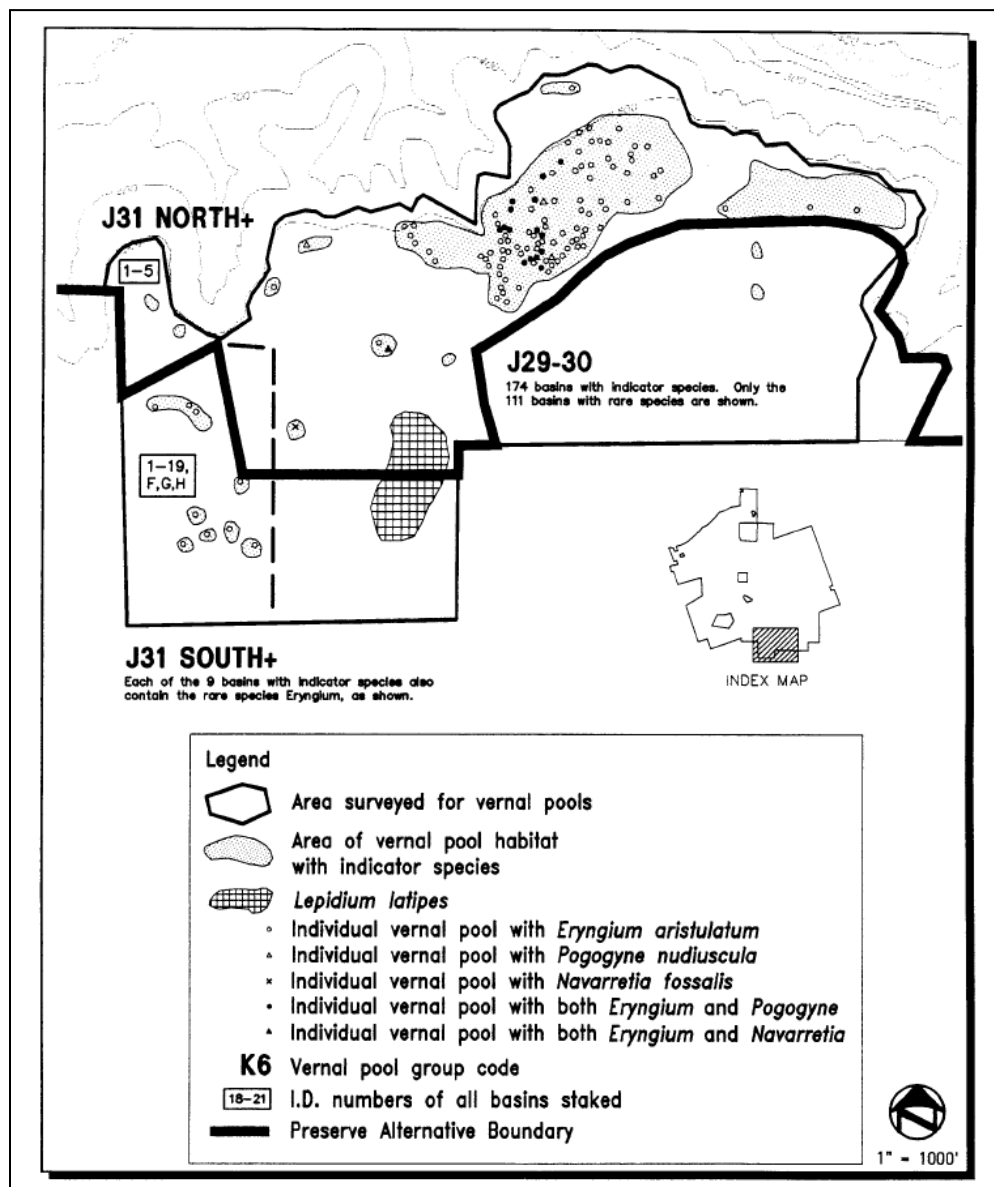 800
J31 NORTH+
1-5
J29-30
174 basins with indicator species. Only the
111 basins with rare species are shown.
1-19,
F,G,H
J31 SOUTH+
Each of the 9 basins with indicator species also
contain the rare species Eryngium, as shown.
INDEX MAP
Legend
Area surveyed for vernal pools
Area of vernal pool habitat
with indicator species
Lepidium latipes
Individual vernal pool with Eryngium aristulatum
Individual vernal pool with Pogogyne nudiuscula
Individual vernal pool with Navarretia fossalis
Individual vernal pool with both Eryngium and Pogogyne
Individual vernal pool with both Eryngium and Navarretia
K6 Vernal pool group code
18-21 I.D. numbers of all basins staked
Preserve Alternative Boundary
N
1" = 1000'